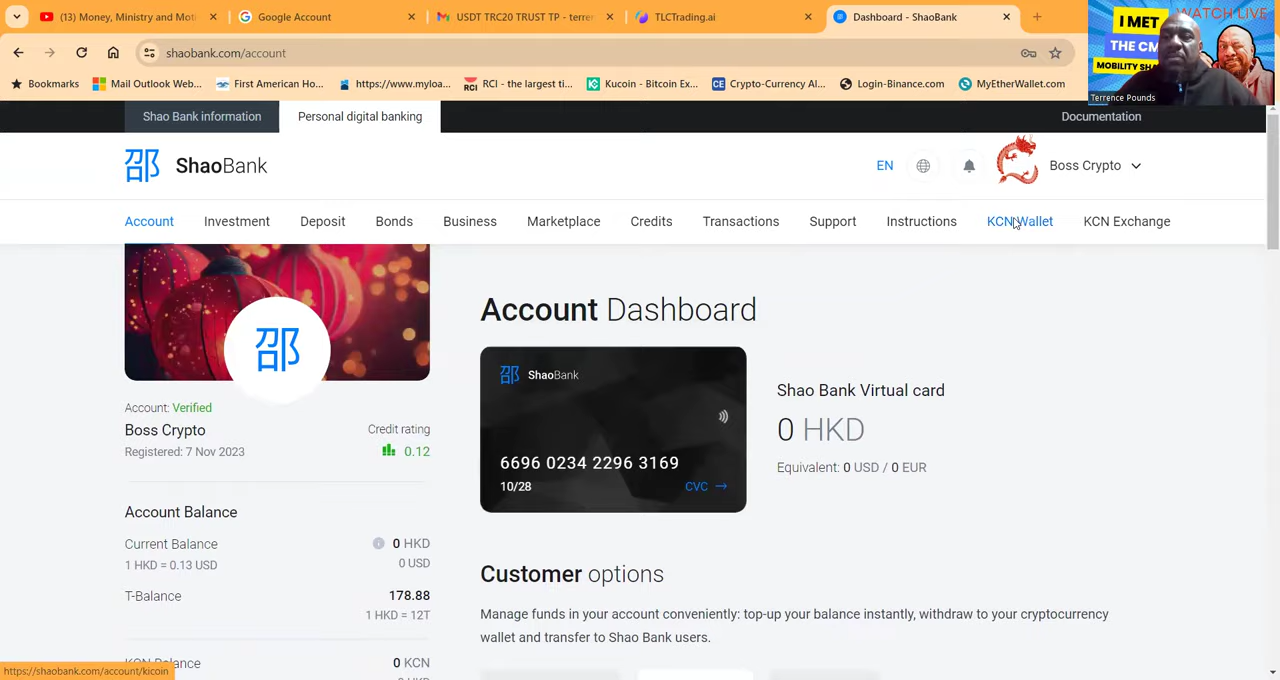 (13) Money, Ministry and Mot
Google Account
USDT TRC20 TRUST TP - terrer
TLCTrading.ai
Dashboard - ShaoBank
shaobank.com/account
Bookmarks
Mail Outlook Web...
First American Ho...
https://www.myloa...
RCI - the largest ti...
Kucoin - Bitcoin Ex...
Crypto-Currency AI...
Login-Binance.com
MyEtherWallet.com
WATCH LIVE
I MET
THE CM
MOBILITY SHA
Terrence Pounds
Shao Bank information
Personal digital banking
Documentation
邵 ShaoBank
EN
Boss Crypto
Account
Investment
Deposit
Bonds
Business
Marketplace
Credits
Transactions
Support
Instructions
KCN Wallet
KCN Exchange
邵
Account: Verified
Boss Crypto
Registered: 7 Nov 2023
Credit rating
0.12
Account Balance
Current Balance
0 HKD
1 HKD = 0.13 USD
0 USD
T-Balance
178.88
1 HKD = 12T
KCN Balance
0 KCN
Account Dashboard
邵 ShaoBank
6696 0234 2296 3169
10/28
CVC →
Shao Bank Virtual card
0 HKD
Equivalent: 0 USD / 0 EUR
Customer options
Manage funds in your account conveniently: top-up your balance instantly, withdraw to your cryptocurrency
wallet and transfer to Shao Bank users.
https://shaobank.com/account/kicoin